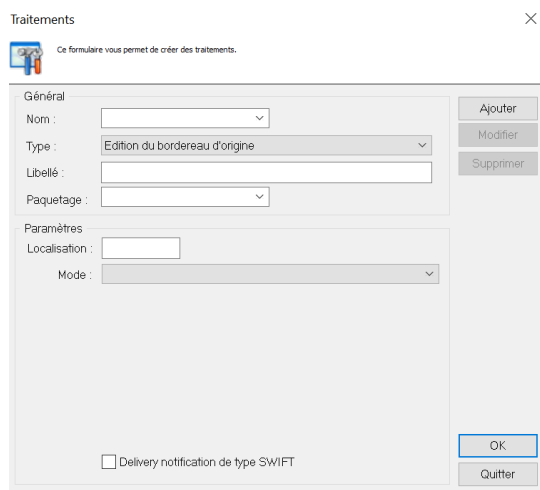 Traitements
Ce formulaire vous permet de créer des traitements.
Général
Nom :
Type : Edition du bordereau d'origine
Libellé :
Paquetage :
Ajouter
Modifier
Supprimer
Paramètres
Localisation :
Mode :
Delivery notification de type SWIFT
OK
Quitter